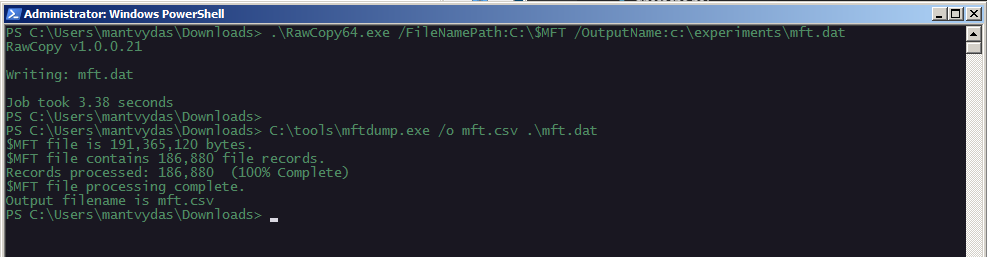 Administrator: Windows PowerShell
PS C:\Users\mantvydas\Downloads> .\RawCopy64.exe /FileNamePath:C:\$MFT /OutputName:c:\experiments\mft.dat
RawCopy v1.0.0.21
Writing: mft.dat
Job took 3.38 seconds
PS C:\Users\mantvydas\Downloads>
PS C:\Users\mantvydas\Downloads> C:\tools\mftdump.exe /o mft.csv .\mft.dat
$MFT file is 191,365,120 bytes.
$MFT file contains 186,880 file records.
Records processed: 186,880  (100% Complete)
$MFT file processing complete.
Output filename is mft.csv
PS C:\Users\mantvydas\Downloads>